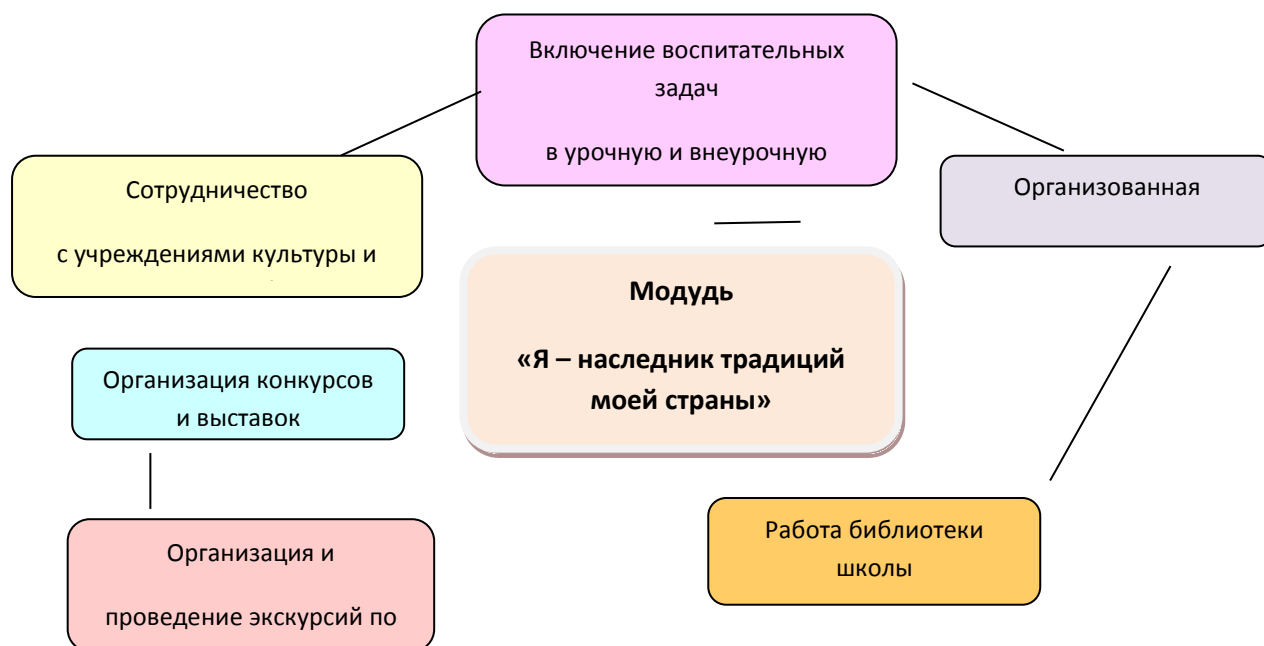 Включение воспитательных
задач
в урочную и внеурочную
Сотрудничество
с учреждениями культуры и
Организованная
Модудь
«Я – наследник традиций
моей страны»
Организация конкурсов
и выставок
Работа библиотеки
школы
Организация и
проведение экскурсий по